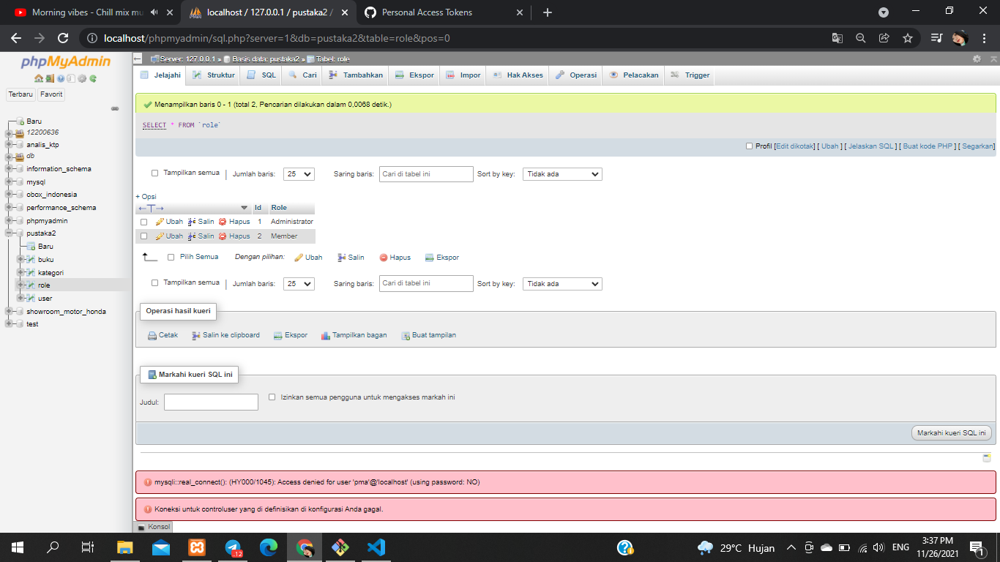 Morning vibes - Chill mix mu
localhost / 127.0.0.1 / pustaka2 /
Personal Access Tokens
localhost/phpmyadmin/sql.php?server=1&db=pustaka2&table=role&pos=0
phpMyAdmin
Terbaru Favorit
Baru
12200636
analis_ktp
db
information_schema
mysql
obox_indonesia
performance_schema
phpmyadmin
pustaka2
Baru
buku
kategori
role
user
showroom_motor_honda
test
Server: 127.0.0.1 » Basis data: pustaka2 » Tabel: role
Jelajahi Struktur SQL Cari Tambahkan Ekspor Impor Hak Akses Operasi Pelacakan Trigger
Menampilkan baris 0 - 1 (total 2, Pencarian dilakukan dalam 0,0068 detik.)
SELECT * FROM `role`
Profil [Edit dikotak] [ Ubah ] [ Jelaskan SQL ] [ Buat kode PHP ] [ Segarkan]
Tampilkan semua | Jumlah baris: 25 Saring baris: Cari di tabel ini Sort by key: Tidak ada
+ Opsi
←T→ Id Role
Ubah Salin Hapus 1 Administrator
Ubah Salin Hapus 2 Member
Pilih Semua Dengan pilihan: Ubah Salin Hapus Ekspor
Tampilkan semua | Jumlah baris: 25 Saring baris: Cari di tabel ini Sort by key: Tidak ada
Operasi hasil kueri
Cetak Salin ke clipboard Ekspor Tampilkan bagan Buat tampilan
Markahi kueri SQL ini
Judul: Izinkan semua pengguna untuk mengakses markah ini
Markahi kueri SQL ini
mysqli::real_connect(): (HY000/1045): Access denied for user 'pma'@'localhost' (using password: NO)
Koneksi untuk controluser yang di definisikan di konfigurasi Anda gagal.
Konsol
12
29°C Hujan
ENG
3:37 PM
11/26/2021
1